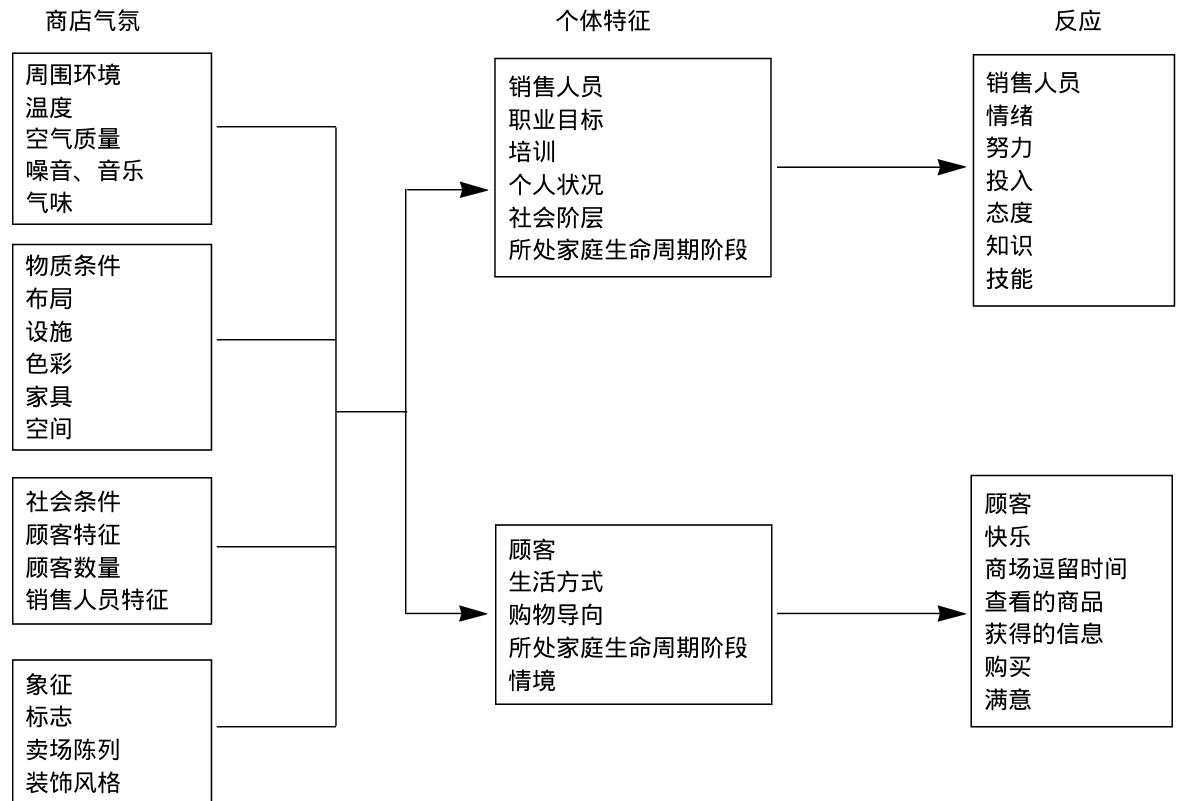 商店气氛
个体特征
反应
周围环境
温度
空气质量
噪音、音乐
气味
物质条件
布局
设施
色彩
家具
空间
社会条件
顾客特征
顾客数量
销售人员特征
象征
标志
卖场陈列
装饰风格
销售人员
职业目标
培训
个人状况
社会阶层
所处家庭生命周期阶段
顾客
生活方式
购物导向
所处家庭生命周期阶段
情境
销售人员
情绪
努力
投入
态度
知识
技能
顾客
快乐
商场逗留时间
查看的商品
获得的信息
购买
满意